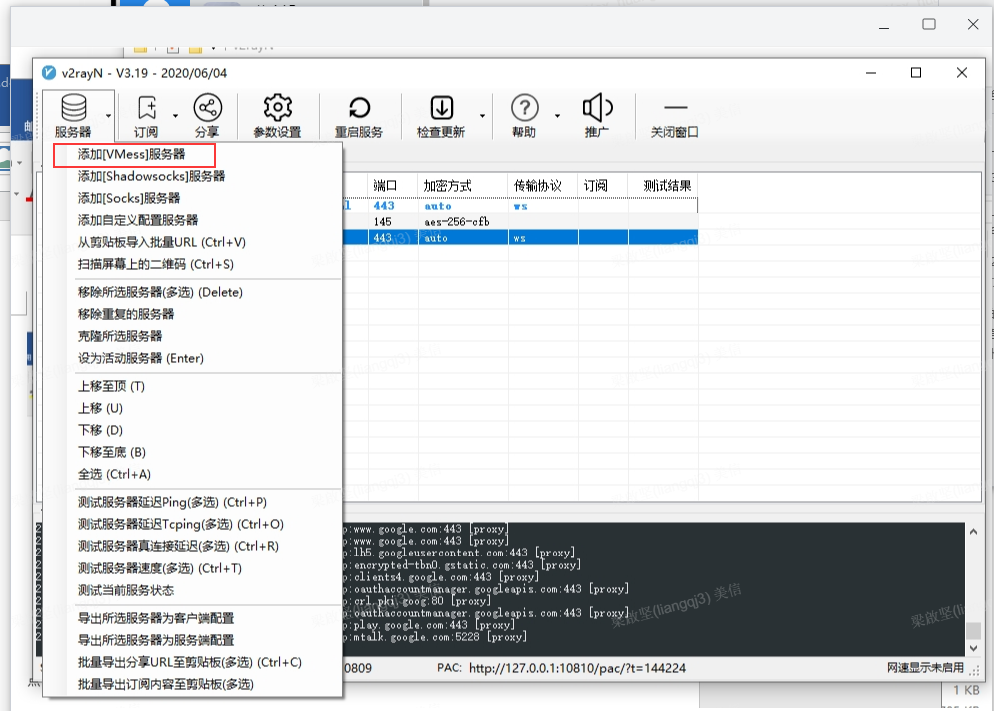 v2rayN - V3.19 - 2020/06/04
服务器
订阅
分享
参数设置
重启服务
检查更新
帮助
推广
关闭窗口
添加[VMess]服务器
添加[Shadowsocks]服务器
添加[Socks]服务器
添加自定义配置服务器
从剪贴板导入批量URL (Ctrl+V)
扫描屏幕上的二维码 (Ctrl+S)
移除所选服务器(多选) (Delete)
移除重复的服务器
克隆所选服务器
设为活动服务器 (Enter)
上移至顶 (T)
上移 (U)
下移 (D)
下移至底 (B)
全选 (Ctrl+A)
测试服务器延迟Ping(多选) (Ctrl+P)
测试服务器延迟Tcping(多选) (Ctrl+O)
测试服务器真连接延迟(多选) (Ctrl+R)
测试服务器速度(多选) (Ctrl+T)
测试当前服务状态
导出所选服务器为客户端配置
导出所选服务器为服务端配置
批量导出分享URL至剪贴板(多选) (Ctrl+C)
批量导出订阅内容至剪贴板(多选)
端口 加密方式 传输协议 订阅 测试结果
443 auto ws
145 aes-256-cfb
443 auto ws
p:www.google.com:443 [proxy]
p:www.google.com:443 [proxy]
p:lh5.googleusercontent.com:443 [proxy]
p:encrypted-tbn0.gstatic.com:443 [proxy]
p:clients4.google.com:443 [proxy]
p:oauthaccountmanager.googleapis.com:443 [proxy]
p:crl.pki.goog:80 [proxy]
p:oauthaccountmanager.googleapis.com:443 [proxy]
p:play.google.com:443 [proxy]
p:mtalk.google.com:5228 [proxy]
梁啟坚(liangqj3) 美信
0809 PAC: http://127.0.0.1:10810/pac/?t=144224 网速显示未启用
1 KB